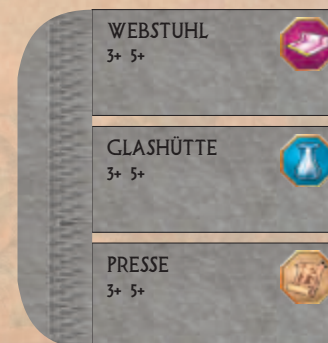 WEBSTUHL
3+ 5+
GLASHÜTTE
3+ 5+
PRESSE
3+ 5+